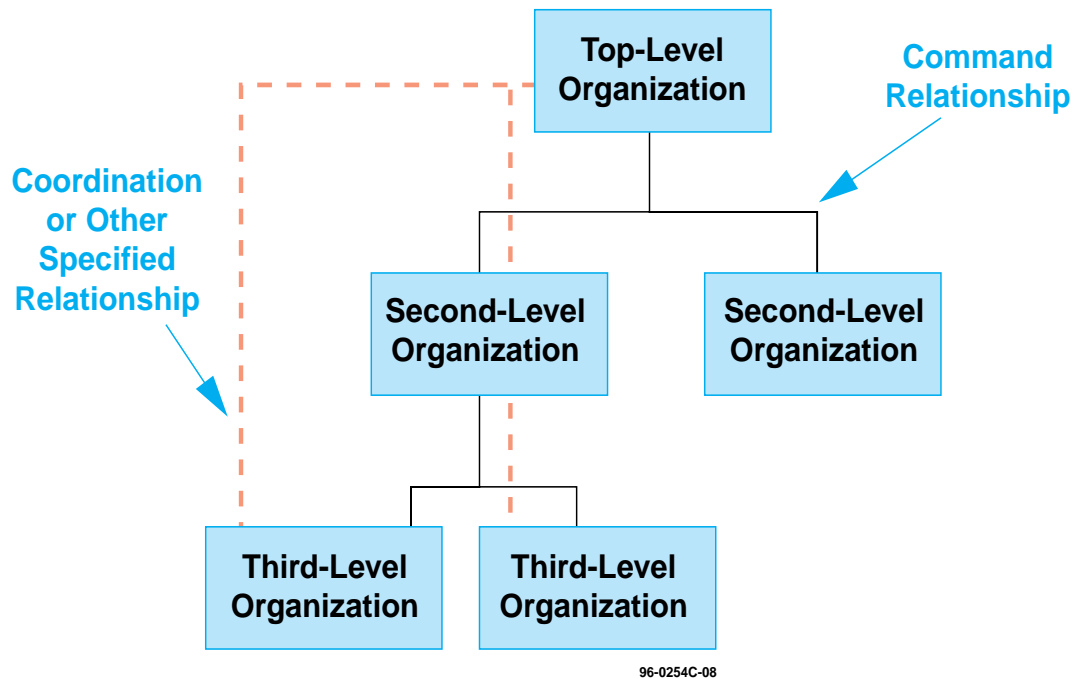 Top-Level
Organization
Command
Relationship
Coordination
or Other
Specified
Relationship
Second-Level
Organization
Second-Level
Organization
Third-Level
Organization
Third-Level
Organization
96-0254C-08